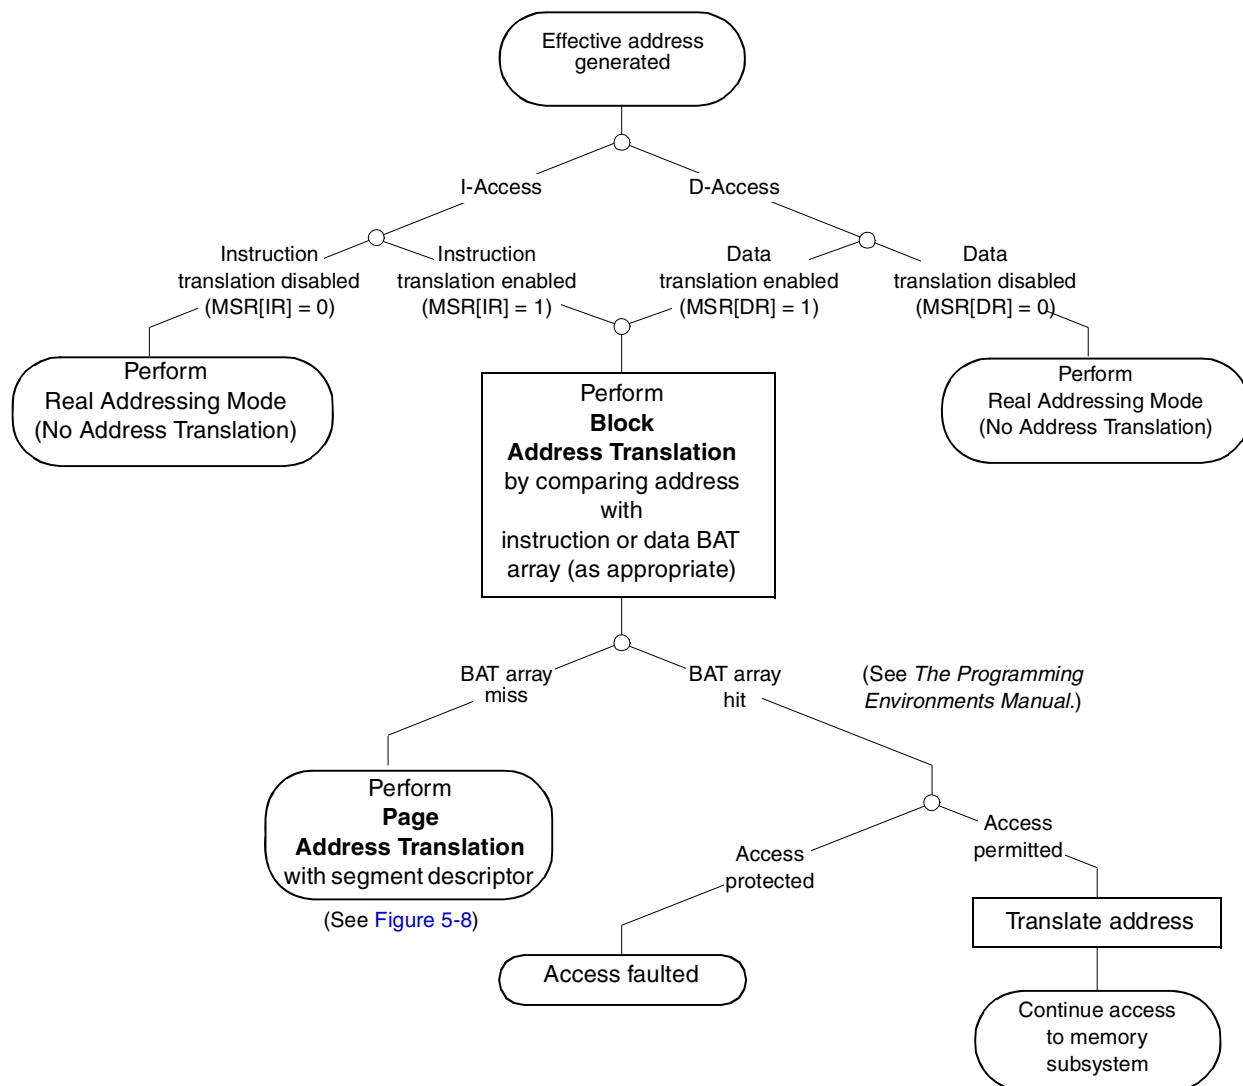 Effective address
generated
I-Access
D-Access
Instruction
translation disabled
(MSR[IR] = 0)
Instruction
translation enabled
(MSR[IR] = 1)
Data
translation enabled
(MSR[DR] = 1)
Data
translation disabled
(MSR[DR] = 0)
Perform
Real Addressing Mode
(No Address Translation)
Perform
Block
Address Translation
by comparing address
with
instruction or data BAT
array (as appropriate)
Perform
Real Addressing Mode
(No Address Translation)
BAT array
miss
BAT array
hit
(See The Programming
Environments Manual.)
Perform
Page
Address Translation
with segment descriptor
(See Figure 5-8)
Access
protected
Access
permitted
Access faulted
Translate address
Continue access
to memory
subsystem